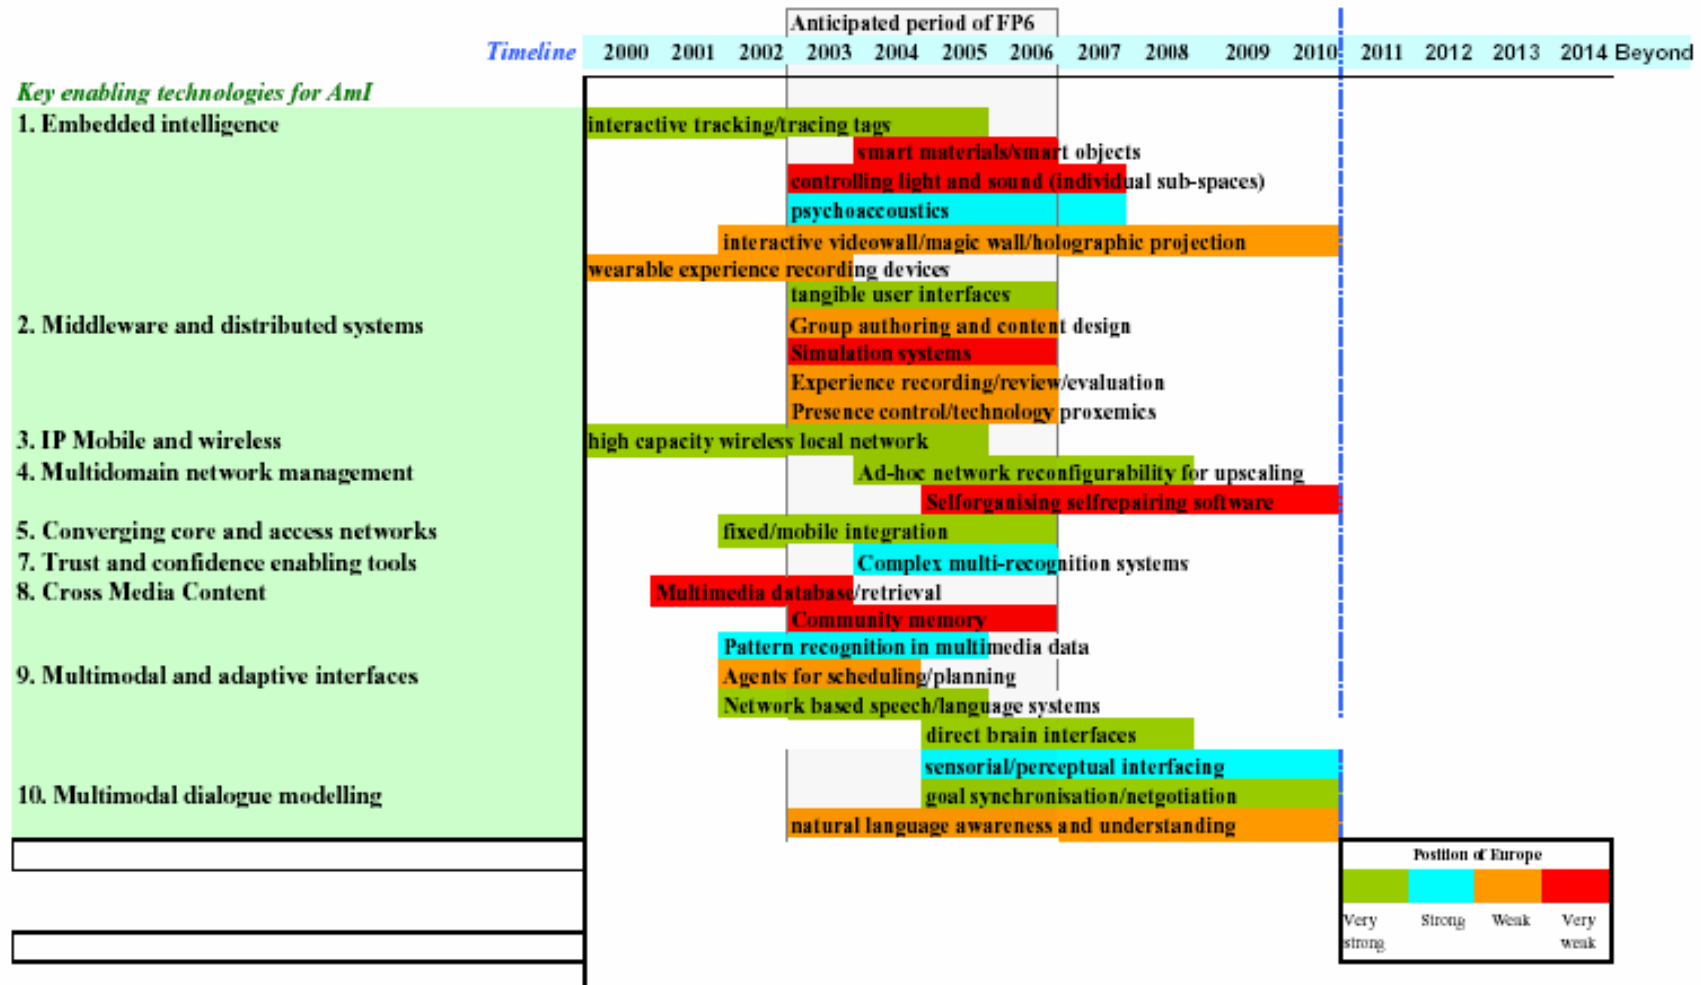 Anticipated period of FP6
Timeline 2000 2001 2002 2003 2004 2005 2006 2007 2008 2009 2010 2011 2012 2013 2014 Beyond
Key enabling technologies for AmI
1. Embedded intelligence interactive tracking/tracing tags
smart materials/smart objects
controlling light and sound (individual sub-spaces)
psychoaccoustics
interactive videowall/magic wall/holographic projection
wearable experience recording devices
tangible user interfaces
2. Middleware and distributed systems Group authoring and content design
Simulation systems
Experience recording/review/evaluation
Presence control/technology proxemics
3. IP Mobile and wireless high capacity wireless local network
4. Multidomain network management Ad-hoc network reconfigurability for upscaling
Selforganising selfrepairing software
5. Converging core and access networks fixed/mobile integration
7. Trust and confidence enabling tools Complex multi-recognition systems
8. Cross Media Content Multimedia database/retrieval
Community memory
Pattern recognition in multimedia data
9. Multimodal and adaptive interfaces Agents for scheduling/planning
Network based speech/language systems
direct brain interfaces
sensorial/perceptual interfacing
10. Multimodal dialogue modelling goal synchronisation/netgotiation
natural language awareness and understanding
Position of Europe
Very strong
Strong
Weak
Very weak